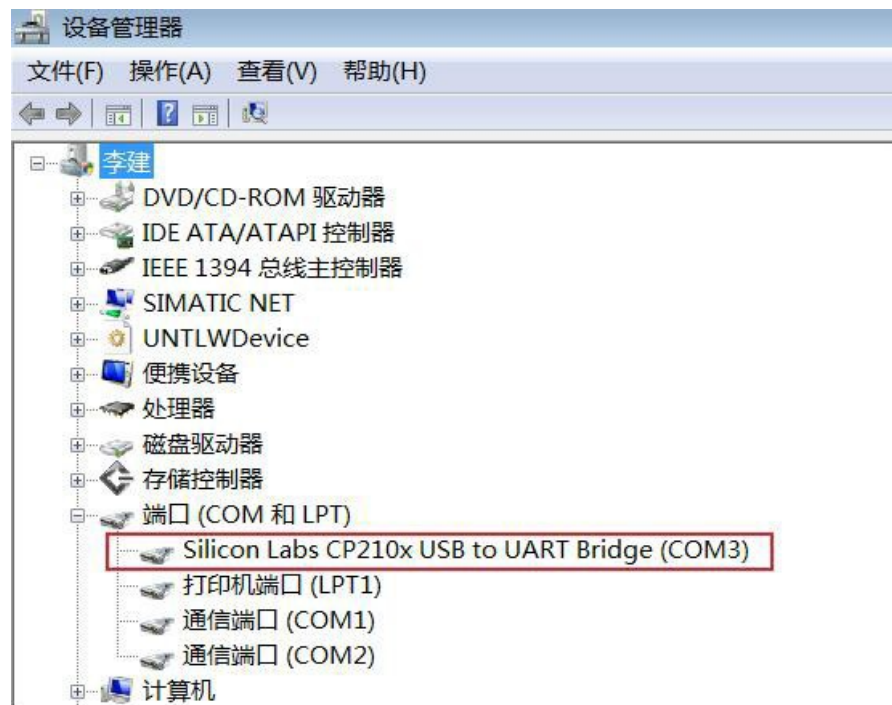 设备管理器
文件(F) 操作(A) 查看(V) 帮助(H)
李建
DVD/CD-ROM 驱动器
IDE ATA/ATAPI 控制器
IEEE 1394 总线主控制器
SIMATIC NET
UNTLWDevice
便携设备
处理器
磁盘驱动器
存储控制器
端口 (COM 和 LPT)
Silicon Labs CP210x USB to UART Bridge (COM3)
打印机端口 (LPT1)
通信端口 (COM1)
通信端口 (COM2)
计算机